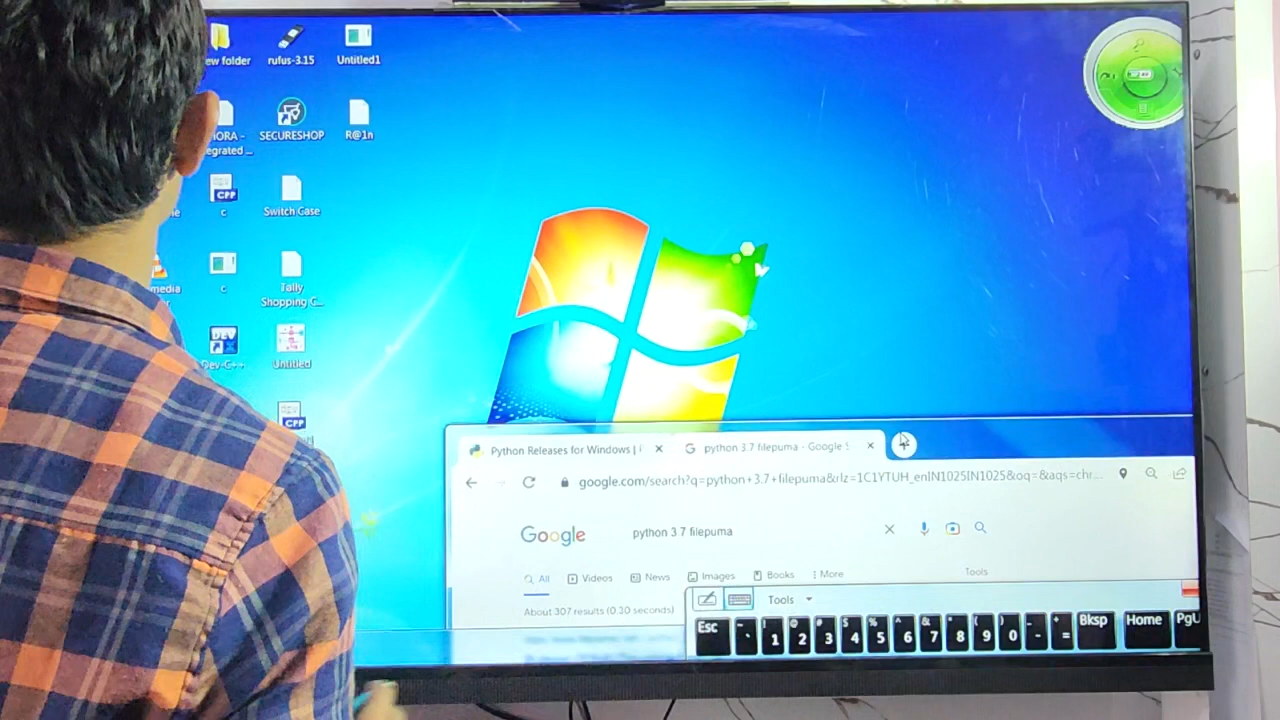 ew folder
rufus-3.15
Untitled1
egrated ...
SECURESHOP
R@1n
CPP
c
Switch Case
media
c
Tally
Shopping C...
DEV
Dev-C++
Untitled
CPP
Python Releases for Windows |
python 3.7 filepuma - Google
google.com/search?q=python+3.7+filepuma&rlz=1C1YTUH_enIN1025IN1025&oq=&aqs=chr...
Google
python 3 7 filepuma
All
Videos
News
Images
Books
More
Tools
About 307 results (0.30 seconds)
Tools
Esc
~ `
! 1
@ 2
# 3
$ 4
% 5
^ 6
& 7
* 8
( 9
) 0
_ -
+ =
Bksp
Home
PgU